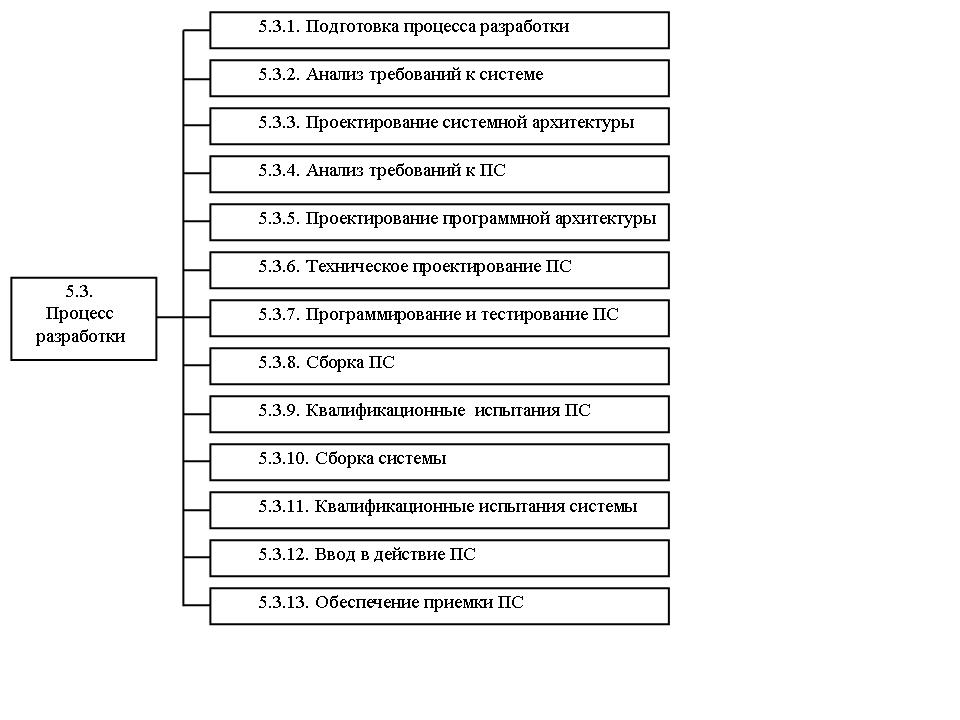 5.3.1. Подготовка процесса разработки
5.3.2. Анализ требований к системе
5.3.3. Проектирование системной архитектуры
5.3.4. Анализ требований к ПС
5.3.5. Проектирование программной архитектуры
5.3.6. Техническое проектирование ПС
5.3.
Процесс
разработки
5.3.7. Программирование и тестирование ПС
5.3.8. Сборка ПС
5.3.9. Квалификационные испытания ПС
5.3.10. Сборка системы
5.3.11. Квалификационные испытания системы
5.3.12. Ввод в действие ПС
5.3.13. Обеспечение приемки ПС